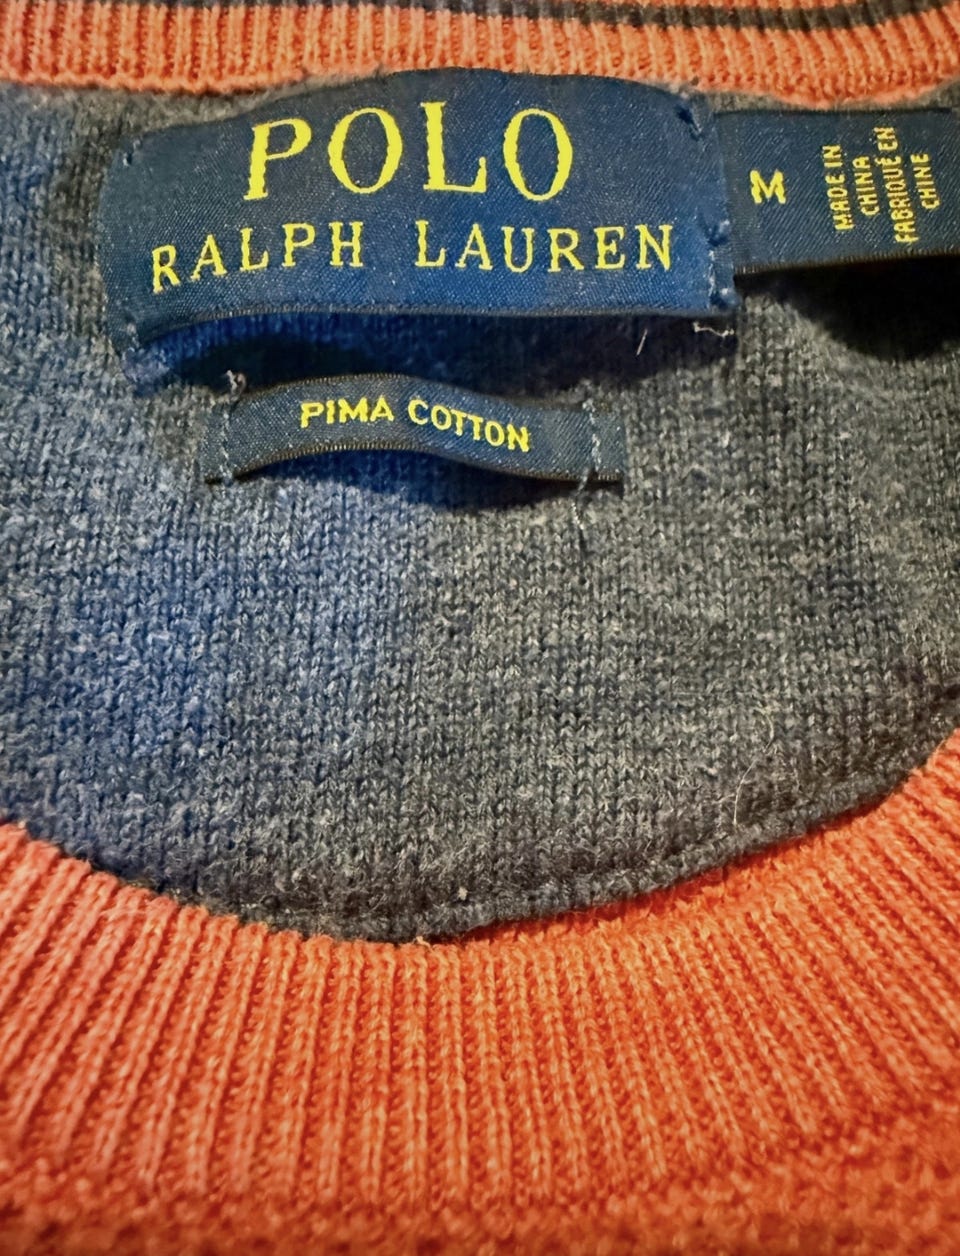 POLO
RALPH LAUREN
M
MADE IN
CHINA
FABRIQUÉ EN
CHINE
PIMA COTTON